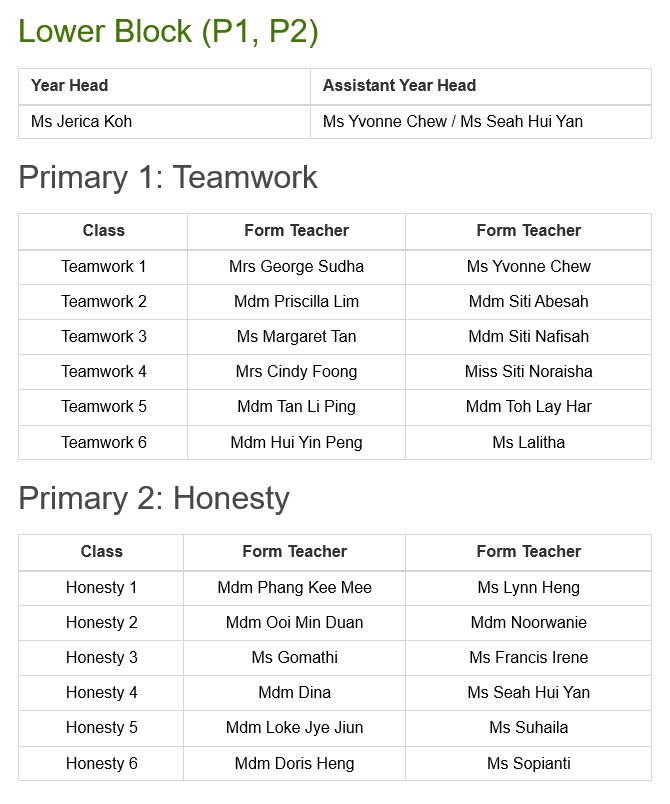 Lower Block (P1, P2)
Year Head Assistant Year Head
Ms Jerica Koh Ms Yvonne Chew / Ms Seah Hui Yan
Primary 1: Teamwork
Class Form Teacher Form Teacher
Teamwork 1 Mrs George Sudha Ms Yvonne Chew
Teamwork 2 Mdm Priscilla Lim Mdm Siti Abesah
Teamwork 3 Ms Margaret Tan Mdm Siti Nafisah
Teamwork 4 Mrs Cindy Foong Miss Siti Noraisha
Teamwork 5 Mdm Tan Li Ping Mdm Toh Lay Har
Teamwork 6 Mdm Hui Yin Peng Ms Lalitha
Primary 2: Honesty
Class Form Teacher Form Teacher
Honesty 1 Mdm Phang Kee Mee Ms Lynn Heng
Honesty 2 Mdm Ooi Min Duan Mdm Noorwanie
Honesty 3 Ms Gomathi Ms Francis Irene
Honesty 4 Mdm Dina Ms Seah Hui Yan
Honesty 5 Mdm Loke Jye Jiun Ms Suhaila
Honesty 6 Mdm Doris Heng Ms Sopianti